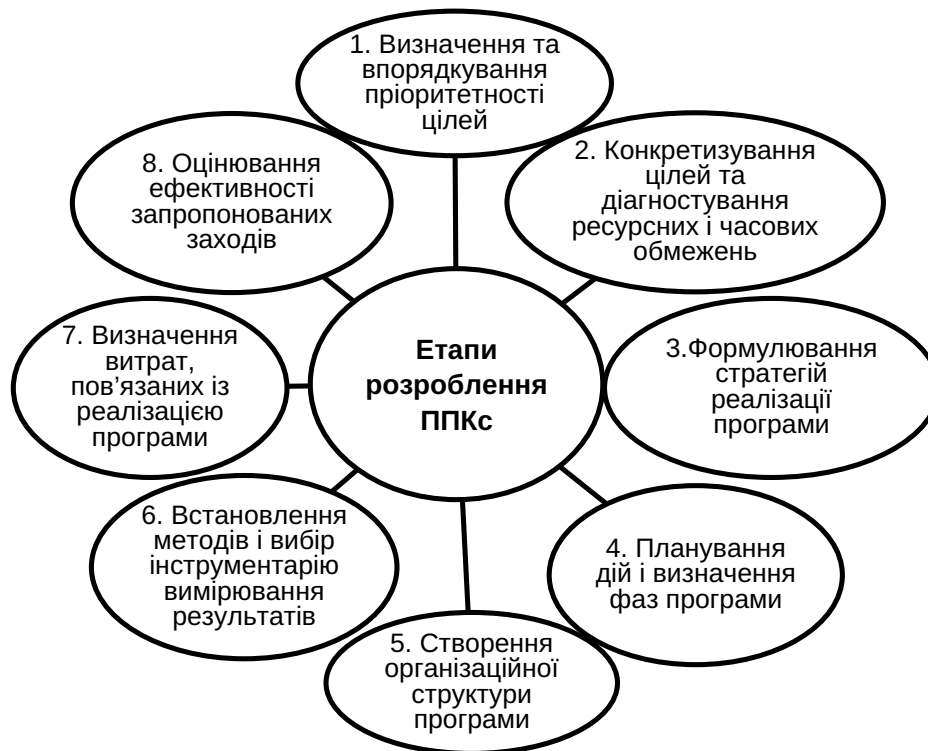 1. Визначення та
впорядкування
пріоритетності
цілей
2. Конкретизування
цілей та
діагностування
ресурсних і часових
обмежень
3.Формулювання
стратегій
реалізації
програми
4. Планування
дій і визначення
фаз програми
5. Створення
організаційної
структури
програми
6. Встановлення
методів і вибір
інструментарію
вимірювання
результатів
7. Визначення
витрат,
пов’язаних із
реалізацією
програми
8. Оцінювання
ефективності
запропонованих
заходів
Етапи
розроблення
ППКс